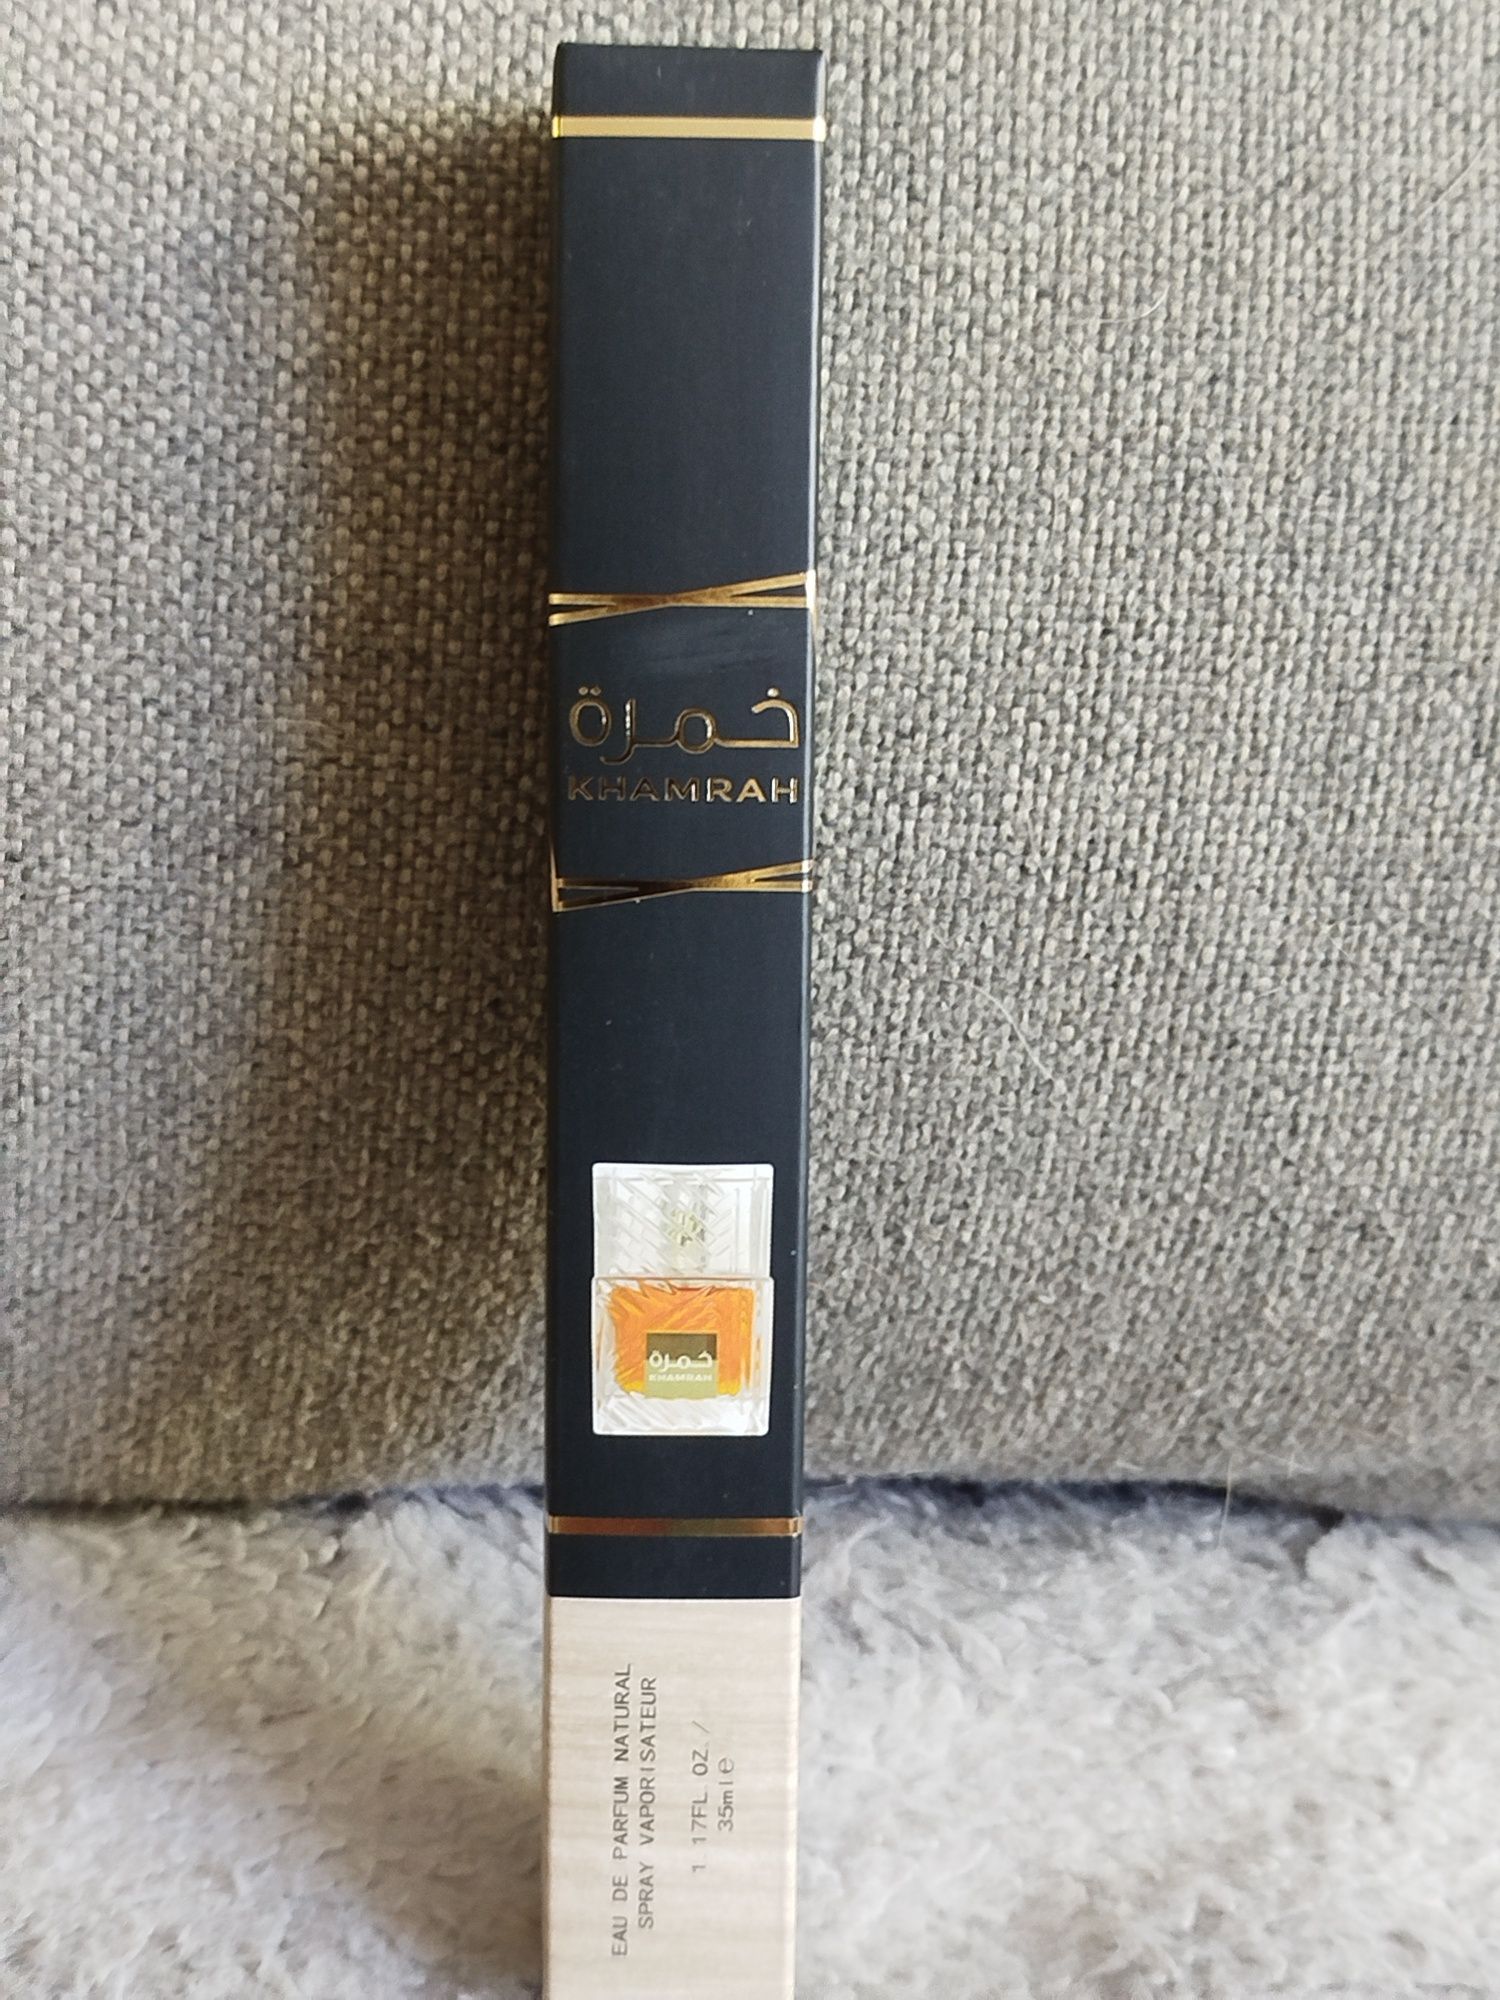 خمرة
KHAMRAH
خمرة
KHAMRAH
EAU DE PARFUM NATURAL
SPRAY VAPORISATEUR
1.17FL.OZ./
35ml℮